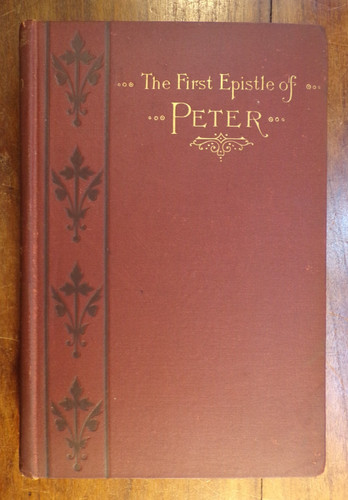 The First Epistle of
PETER